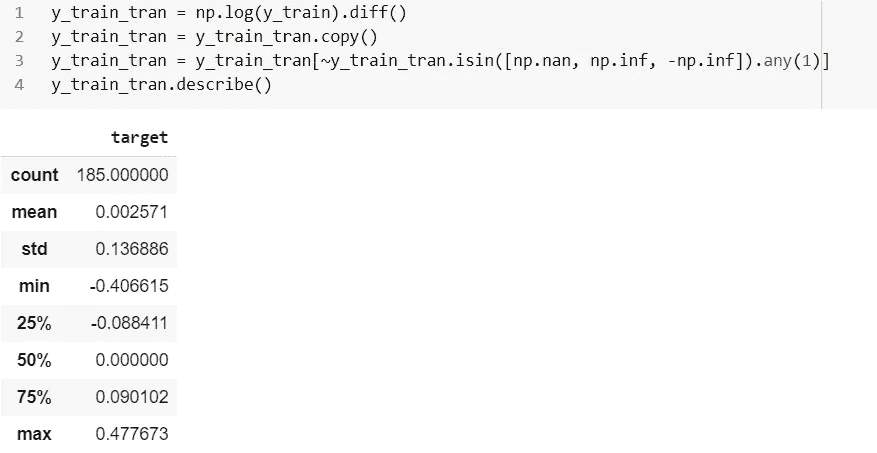 1 y_train_tran = np.log(y_train).diff()
2 y_train_tran = y_train_tran.copy()
3 y_train_tran = y_train_tran[~y_train_tran.isin([np.nan, np.inf, -np.inf]).any(1)]
4 y_train_tran.describe()
target
count 185.000000
mean 0.002571
std 0.136886
min -0.406615
25% -0.088411
50% 0.000000
75% 0.090102
max 0.477673